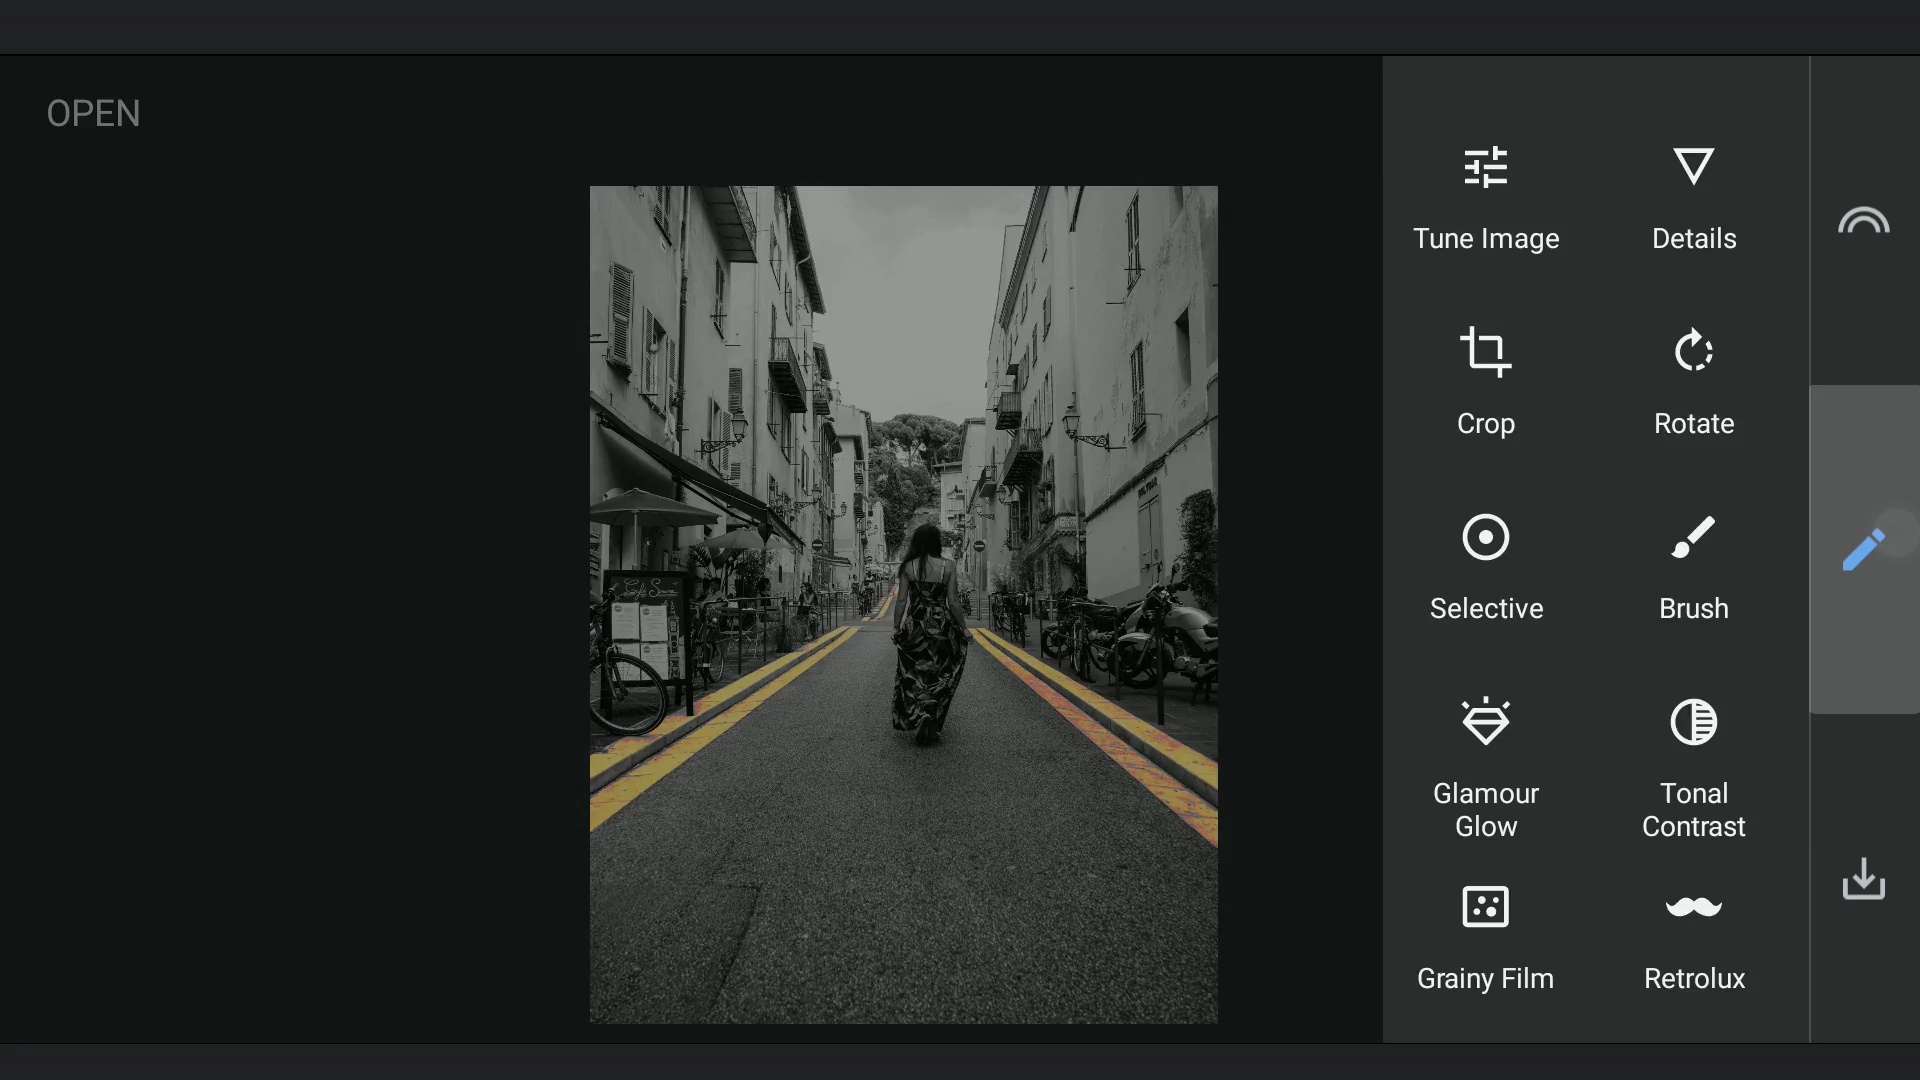 OPEN
Tune Image
Details
Crop
Rotate
Selective
Brush
Glamour
Glow
Tonal
Contrast
Grainy Film
Retrolux